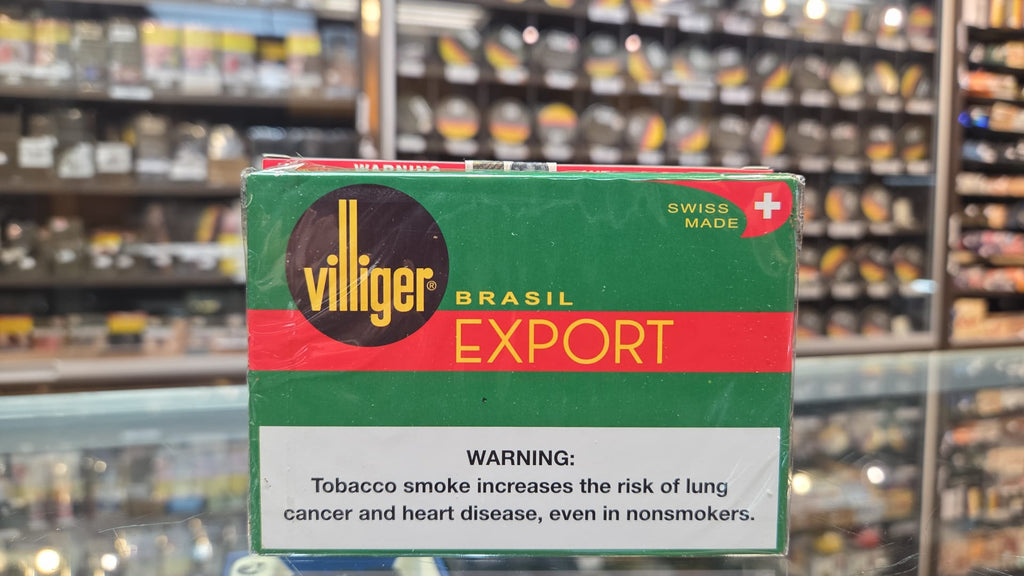 WARNING
SWISS
MADE
villiger®
BRASIL
EXPORT
WARNING:
Tobacco smoke increases the risk of lung
cancer and heart disease, even in nonsmokers.